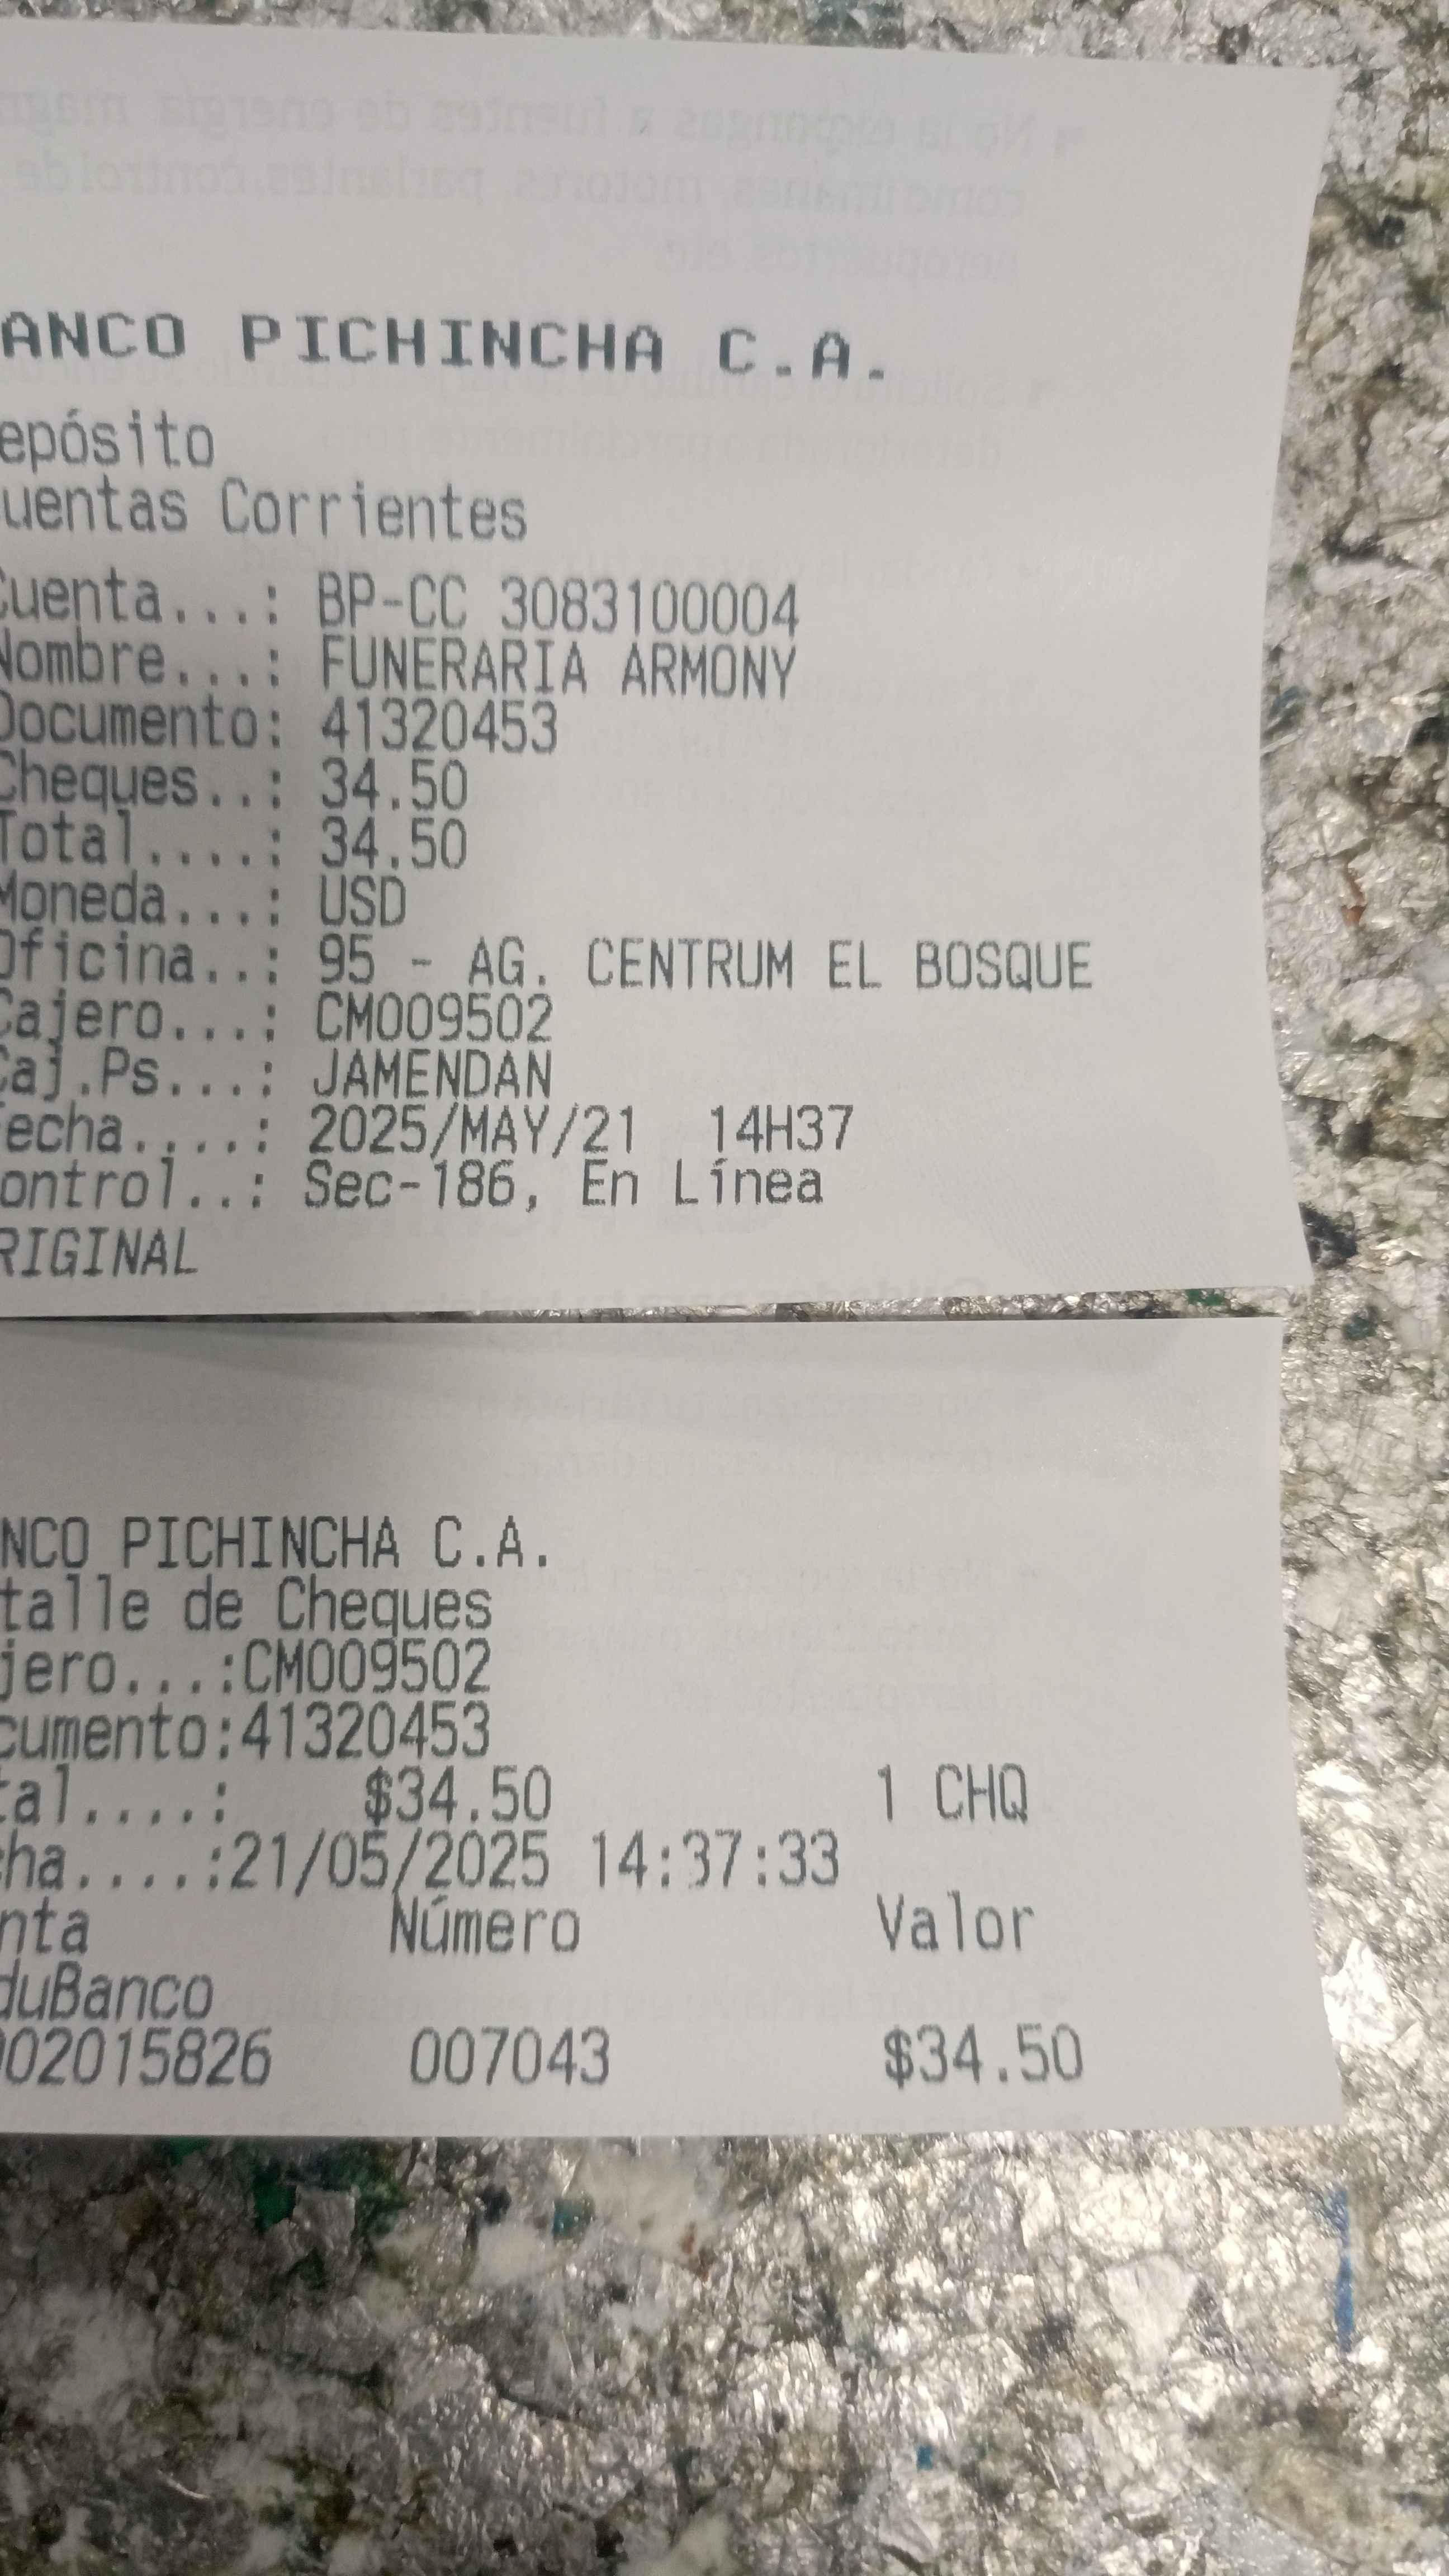 ANCO PICHINCHA C.A.
epósito
uentas Corrientes
Cuenta...: BP-CC 3083100004
Nombre...: FUNERARIA ARMONY
Documento: 41320453
Cheques..: 34.50
Total....: 34.50
Moneda...: USD
Oficina..: 95 - AG. CENTRUM EL BOSQUE
Cajero...: CM009502
Caj.Ps...: JAMENDAN
echa....: 2025/MAY/21 14H37
ontrol..: Sec-186, En Línea
RIGINAL
NCO PICHINCHA C.A.
talle de Cheques
jero...:CM009502
cumento:41320453
tal....: $34.50 1 CHQ
cha....:21/05/2025 14:37:33
nta Número Valor
duBanco
02015826 007043 $34.50